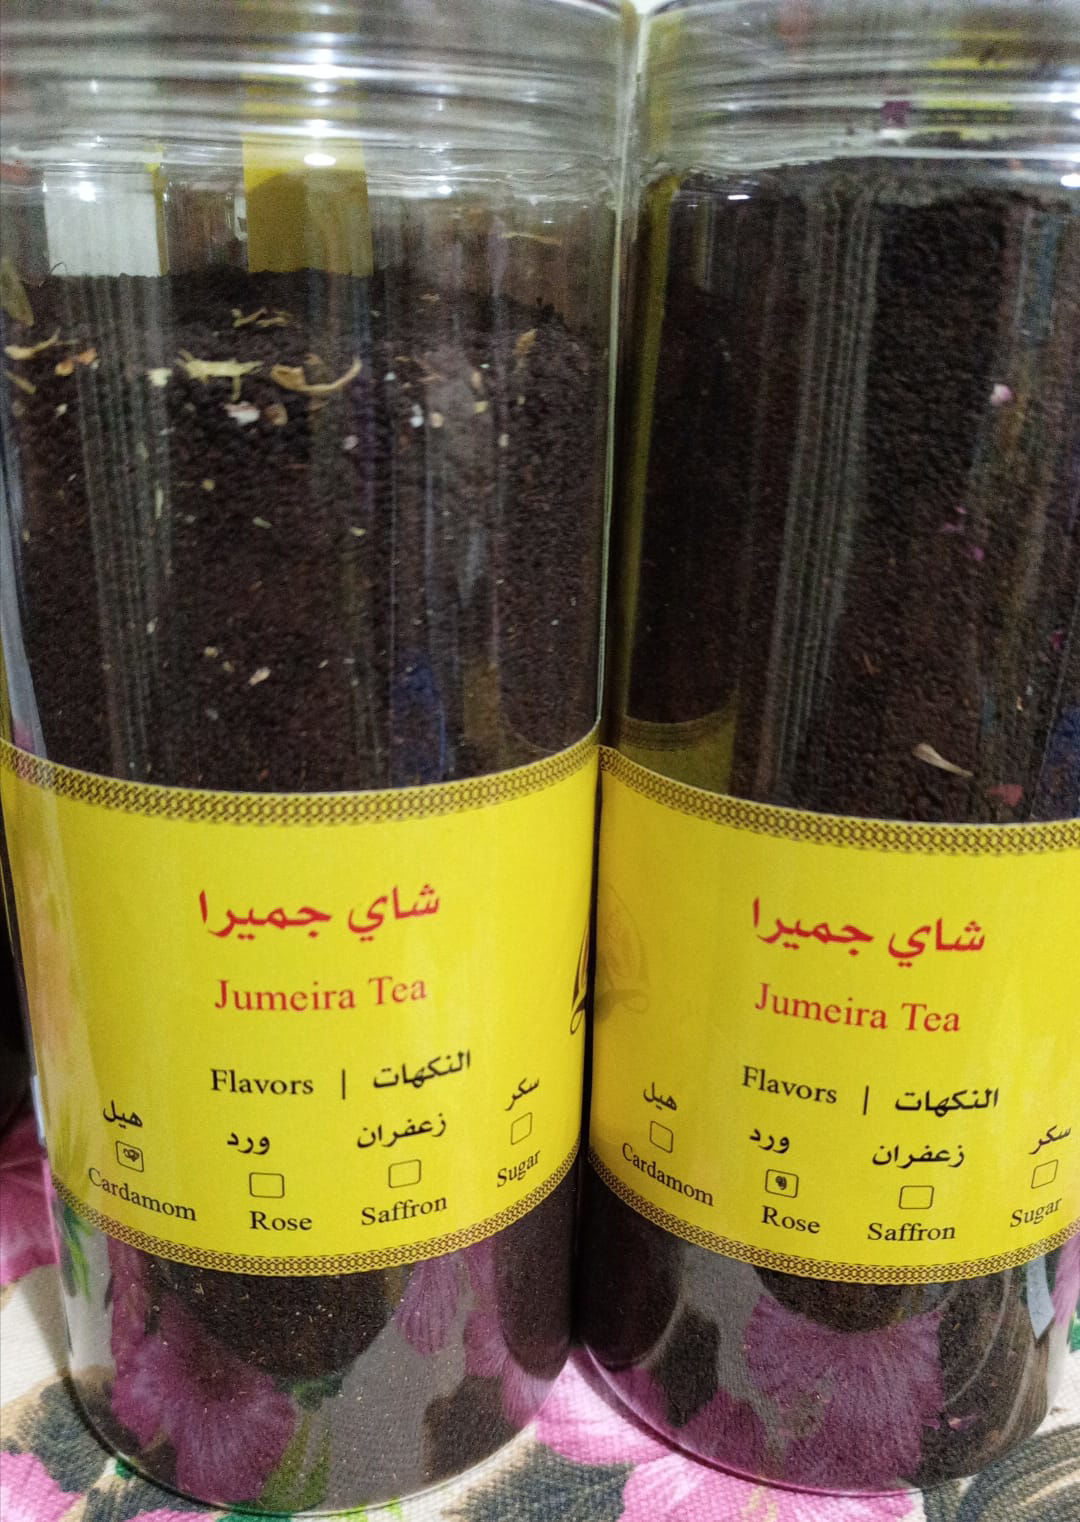 شاي جميرا
Jumeira Tea
Flavors | النكهات
هيل ورد زعفران سكر
Cardamom Rose Saffron Sugar
شاي جميرا
Jumeira Tea
Flavors | النكهات
هيل ورد زعفران سكر
Cardamom Rose Saffron Sugar